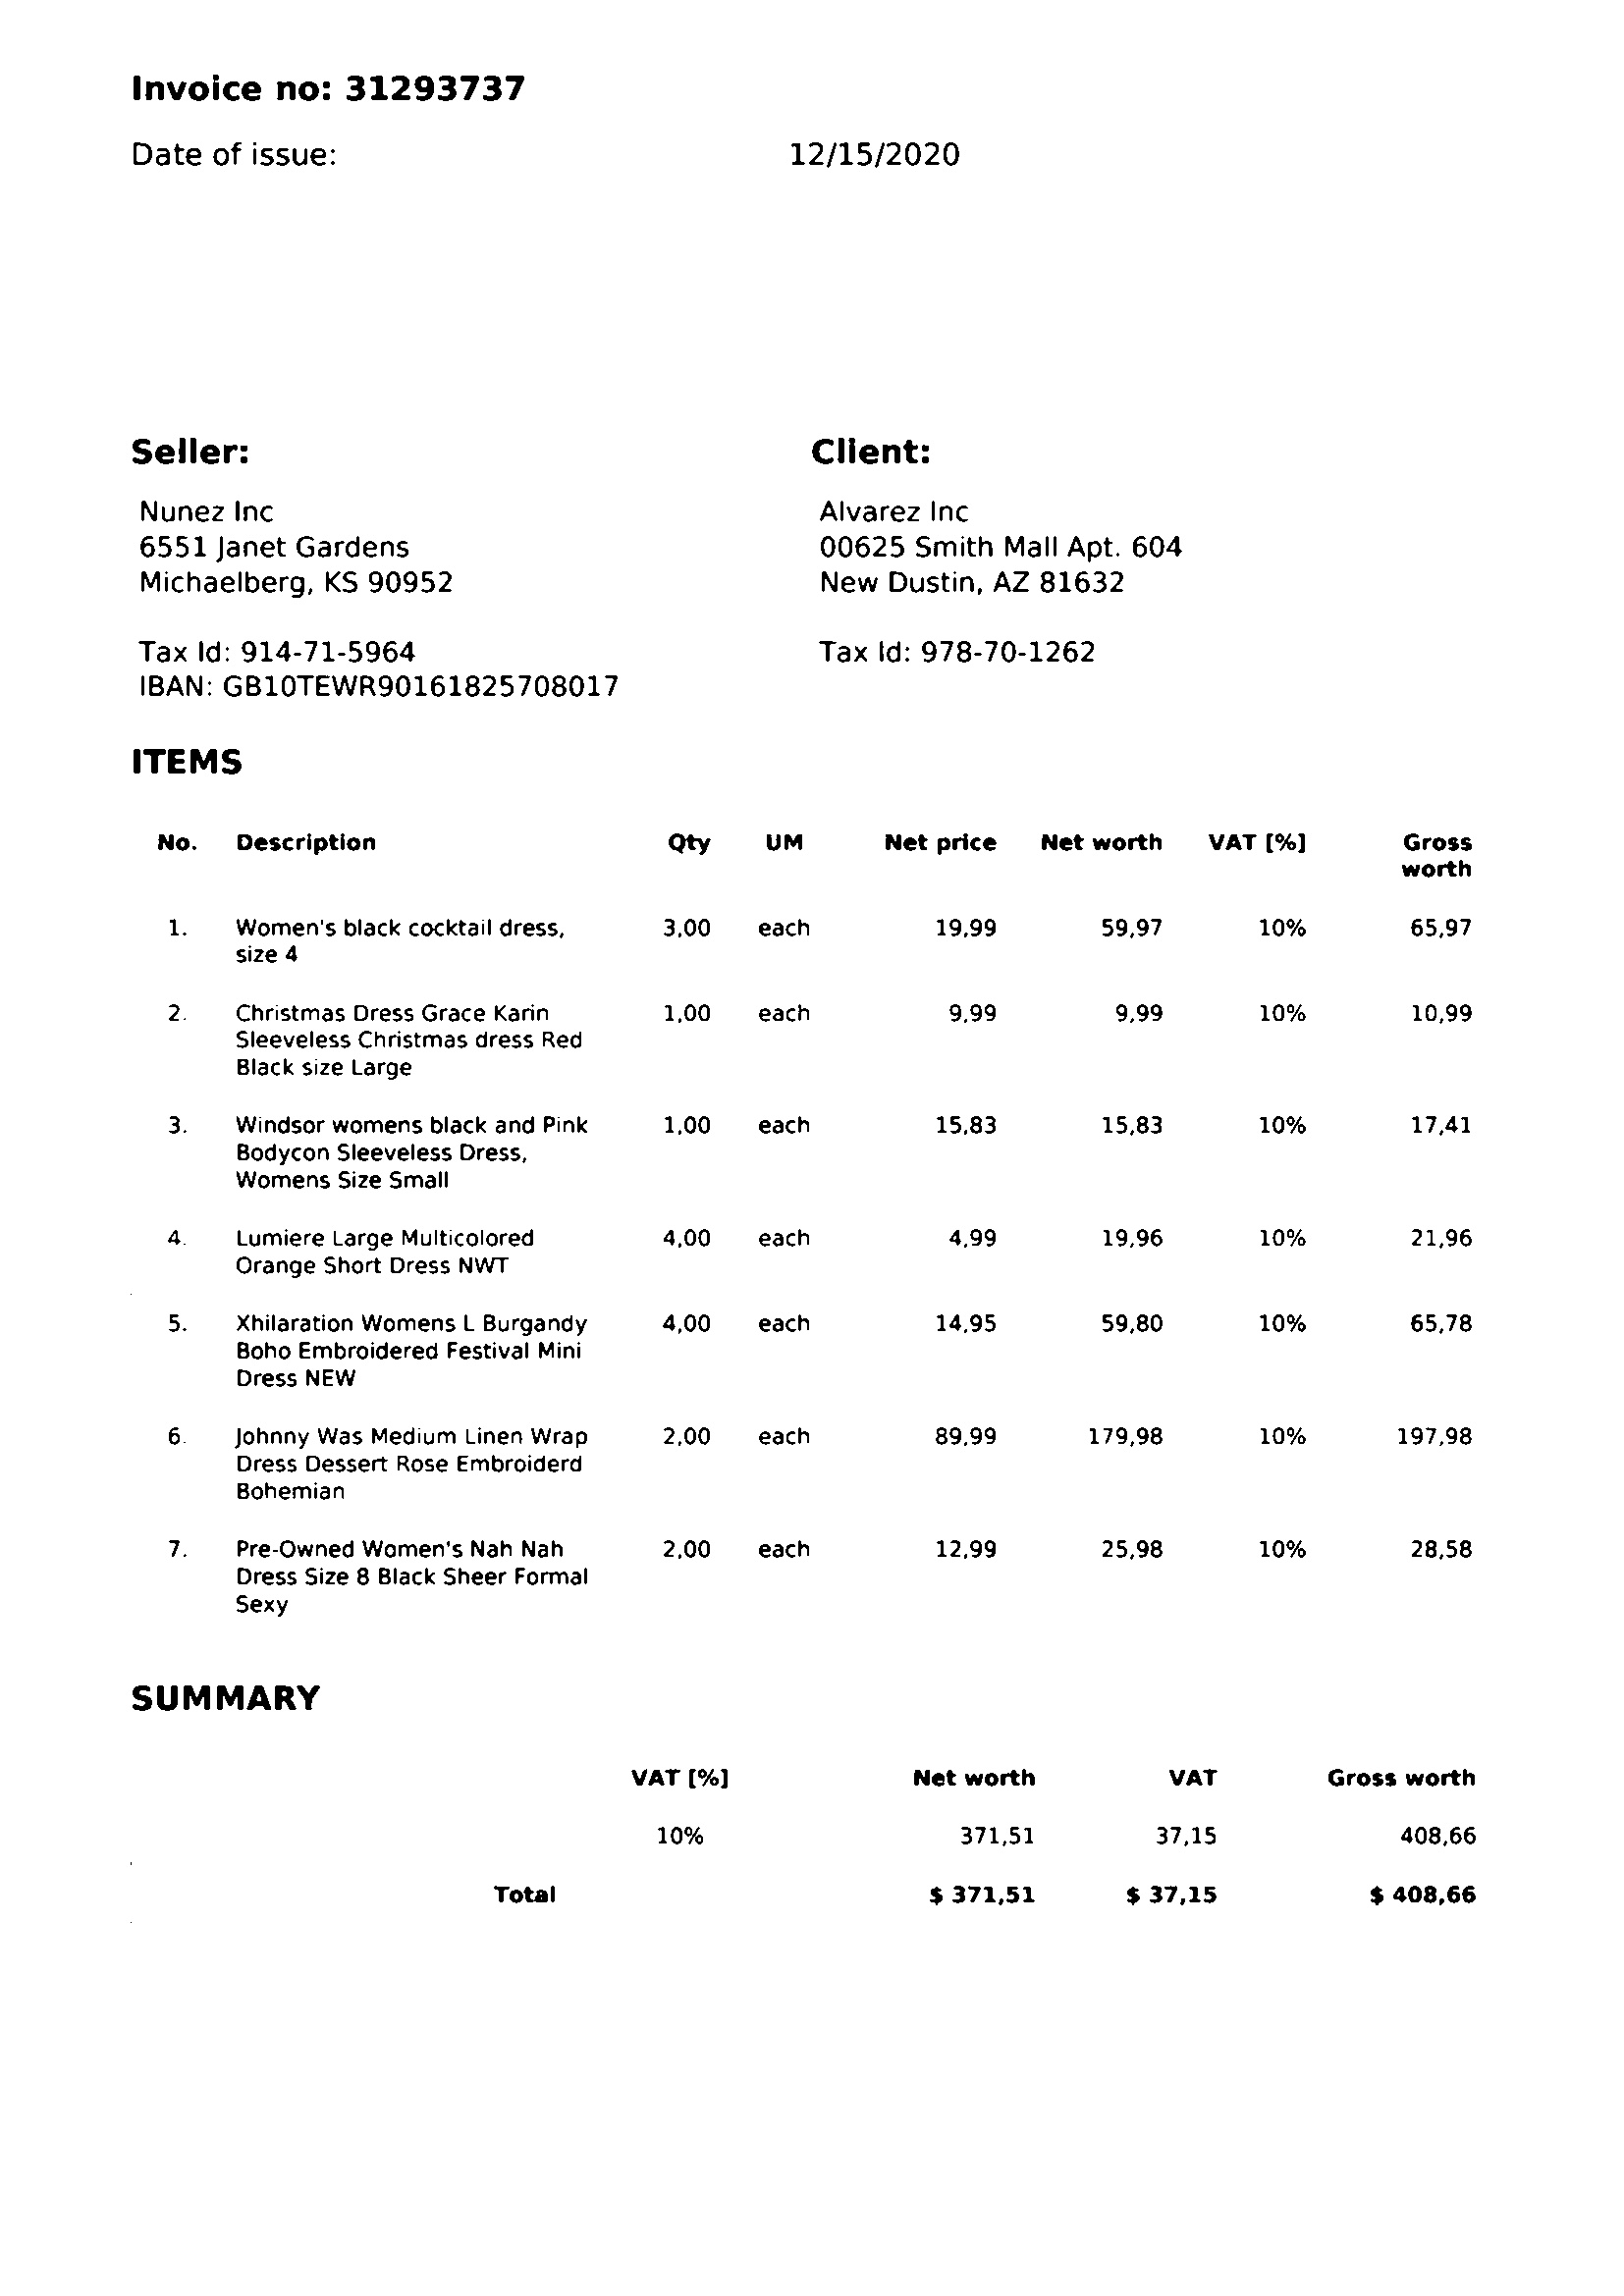 Invoice no: 31293737
Date of issue: 12/15/2020
Seller: Client:
Nunez Inc Alvarez Inc
6551 Janet Gardens 00625 Smith Mall Apt. 604
Michaelberg, KS 90952 New Dustin, AZ 81632
Tax Id: 914-71-5964 Tax Id: 978-70-1262
IBAN: GB10TEWR90161825708017
ITEMS
No. Description Qty UM Net price Net worth VAT [%] Gross
worth
1. Women's black cocktail dress, 3,00 each 19,99 59,97 10% 65,97
size 4
2. Christmas Dress Grace Karin 1,00 each 9,99 9,99 10% 10,99
Sleeveless Christmas dress Red
Black size Large
3. Windsor womens black and Pink 1,00 each 15,83 15,83 10% 17,41
Bodycon Sleeveless Dress,
Womens Size Small
4. Lumiere Large Multicolored 4,00 each 4,99 19,96 10% 21,96
Orange Short Dress NWT
5. Xhilaration Womens L Burgandy 4,00 each 14,95 59,80 10% 65,78
Boho Embroidered Festival Mini
Dress NEW
6. Johnny Was Medium Linen Wrap 2,00 each 89,99 179,98 10% 197,98
Dress Dessert Rose Embroiderd
Bohemian
7. Pre-Owned Women's Nah Nah 2,00 each 12,99 25,98 10% 28,58
Dress Size 8 Black Sheer Formal
Sexy
SUMMARY
VAT [%] Net worth VAT Gross worth
10% 371,51 37,15 408,66
Total $ 371,51 $ 37,15 $ 408,66